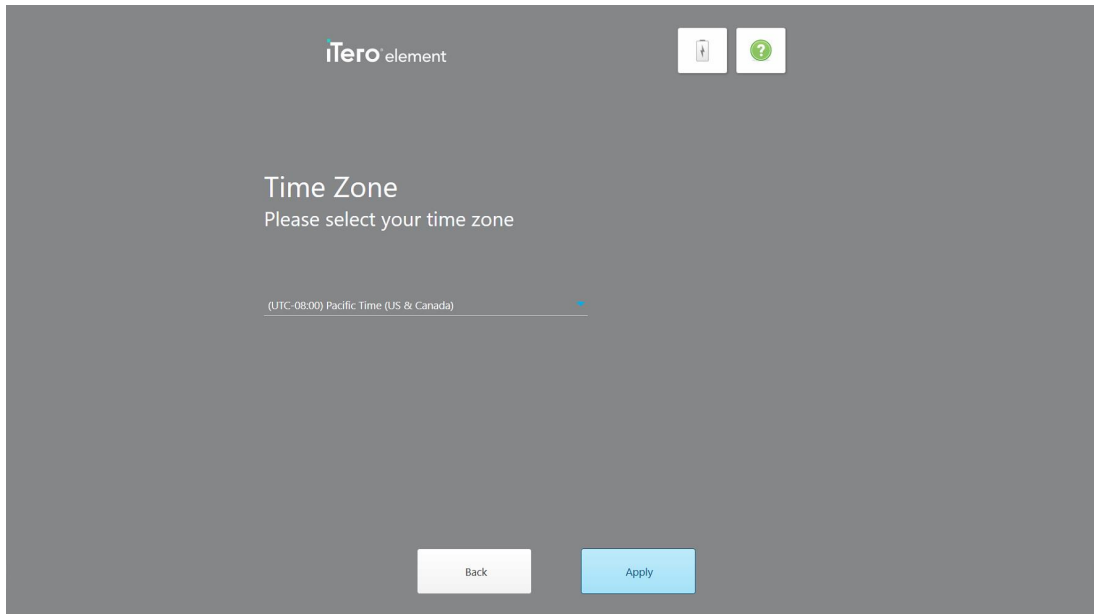 iTero element
?
Time Zone
Please select your time zone
(UTC-08:00) Pacific Time (US & Canada)
Back
Apply